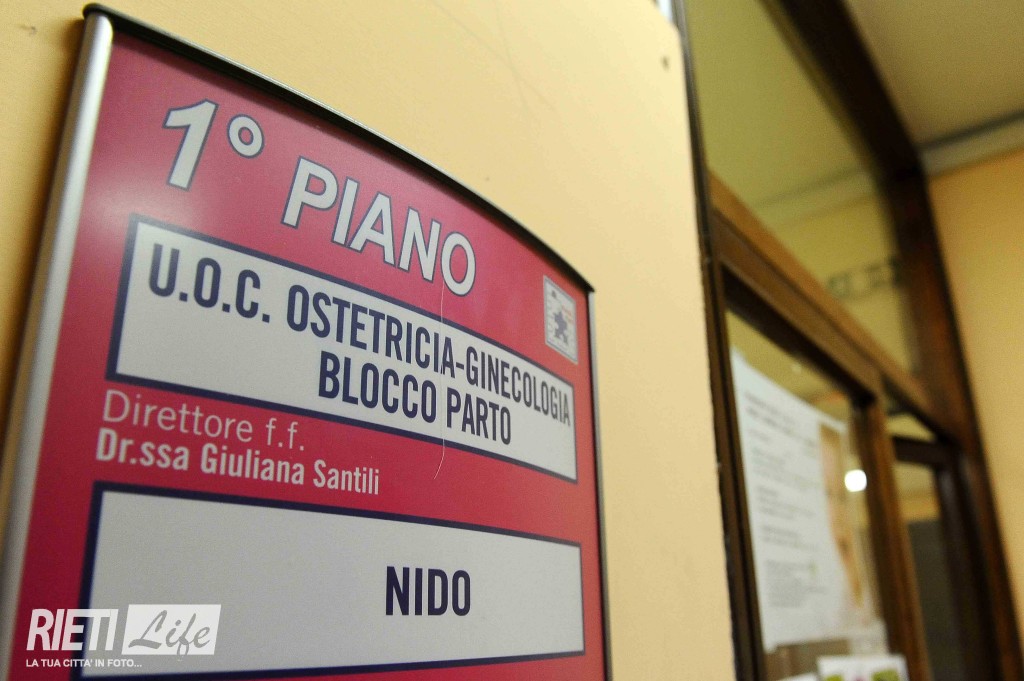 1° PIANO
U.O.C. OSTETRICIA-GINECOLOGIA
BLOCCO PARTO
Direttore f.f.
Dr.ssa Giuliana Santili
NIDO
RIETI Life
LA TUA CITTA' IN FOTO...